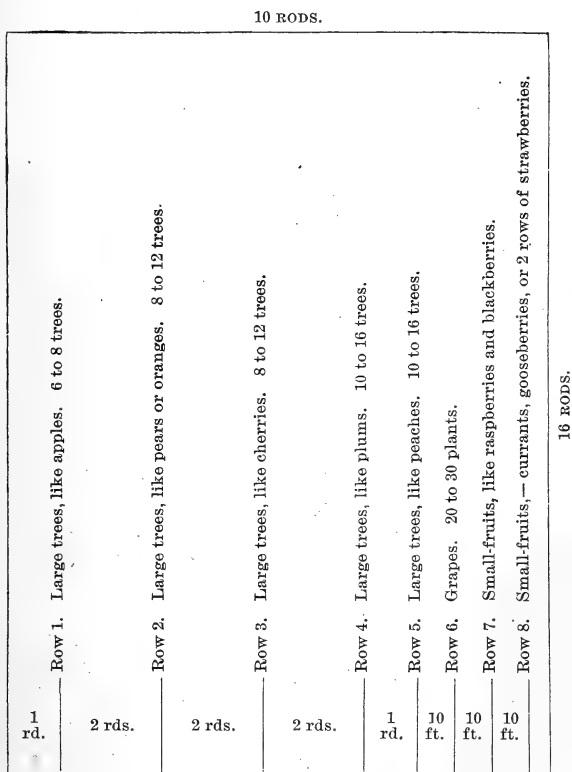 10 RODS.
Row 1. Large trees, like apples. 6 to 8 trees.
Row 2. Large trees, like pears or oranges. 8 to 12 trees.
Row 3. Large trees, like cherries. 8 to 12 trees.
Row 4. Large trees, like plums. 10 to 16 trees.
Row 5. Large trees, like peaches. 10 to 16 trees.
Row 6. Grapes. 20 to 30 plants.
Row 7. Small-fruits, like raspberries and blackberries.
Row 8. Small-fruits,— currants, gooseberries, or 2 rows of strawberries.
16 RODS.
1
rd.
2 rds.
2 rds.
2 rds.
1
rd.
10
ft.
10
ft.
10
ft.